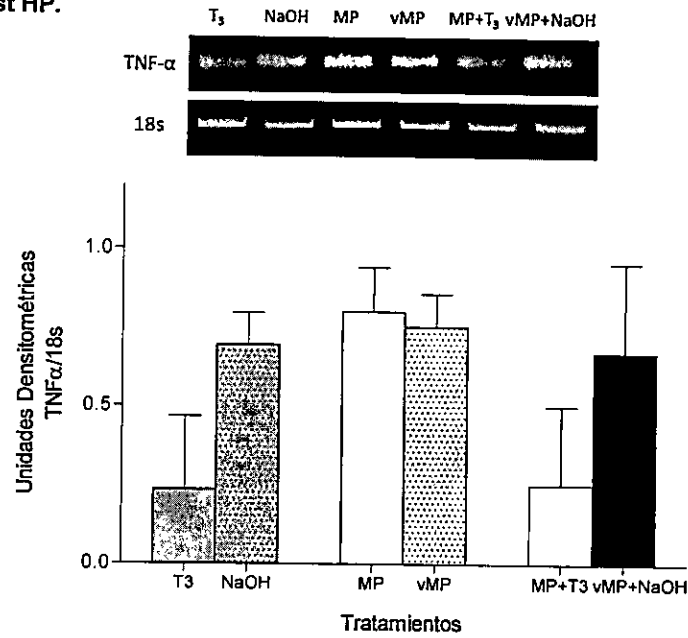 st HP.
T₃ NaOH MP vMP MP+T₃ vMP+NaOH
TNF-α
18s
Unidades Densitométricas
TNFα/18s
1.0
0.5
0.0
T3 NaOH MP vMP MP+T3 vMP+NaOH
Tratamientos